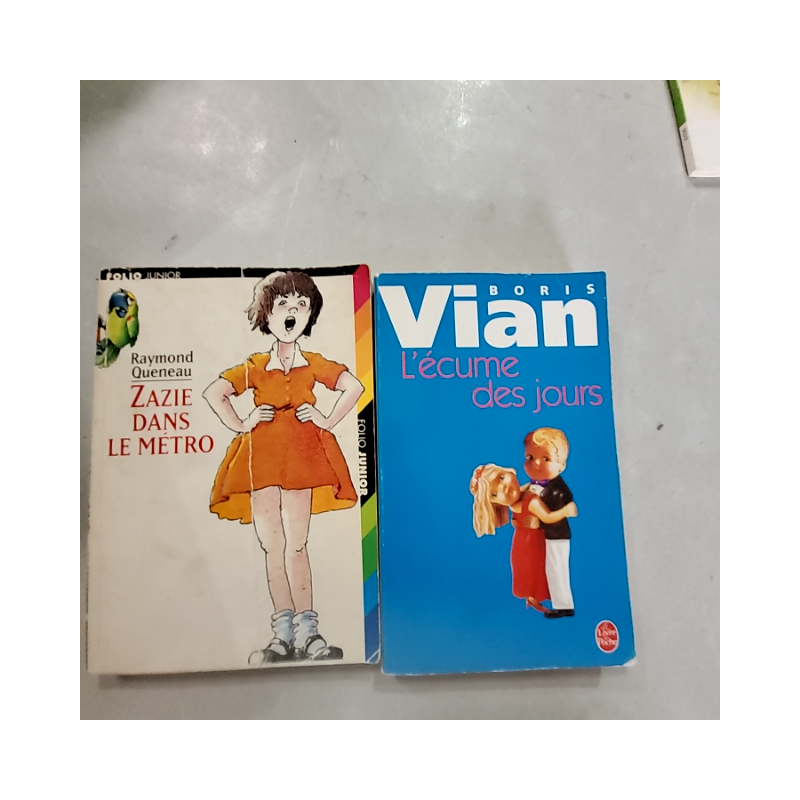 FOLIO JUNIOR
Raymond
Queneau
ZAZIE
DANS
LE MÉTRO
FOLIO JUNIOR
BORIS
Vian
L'écume
des jours
Le Livre
de Poche